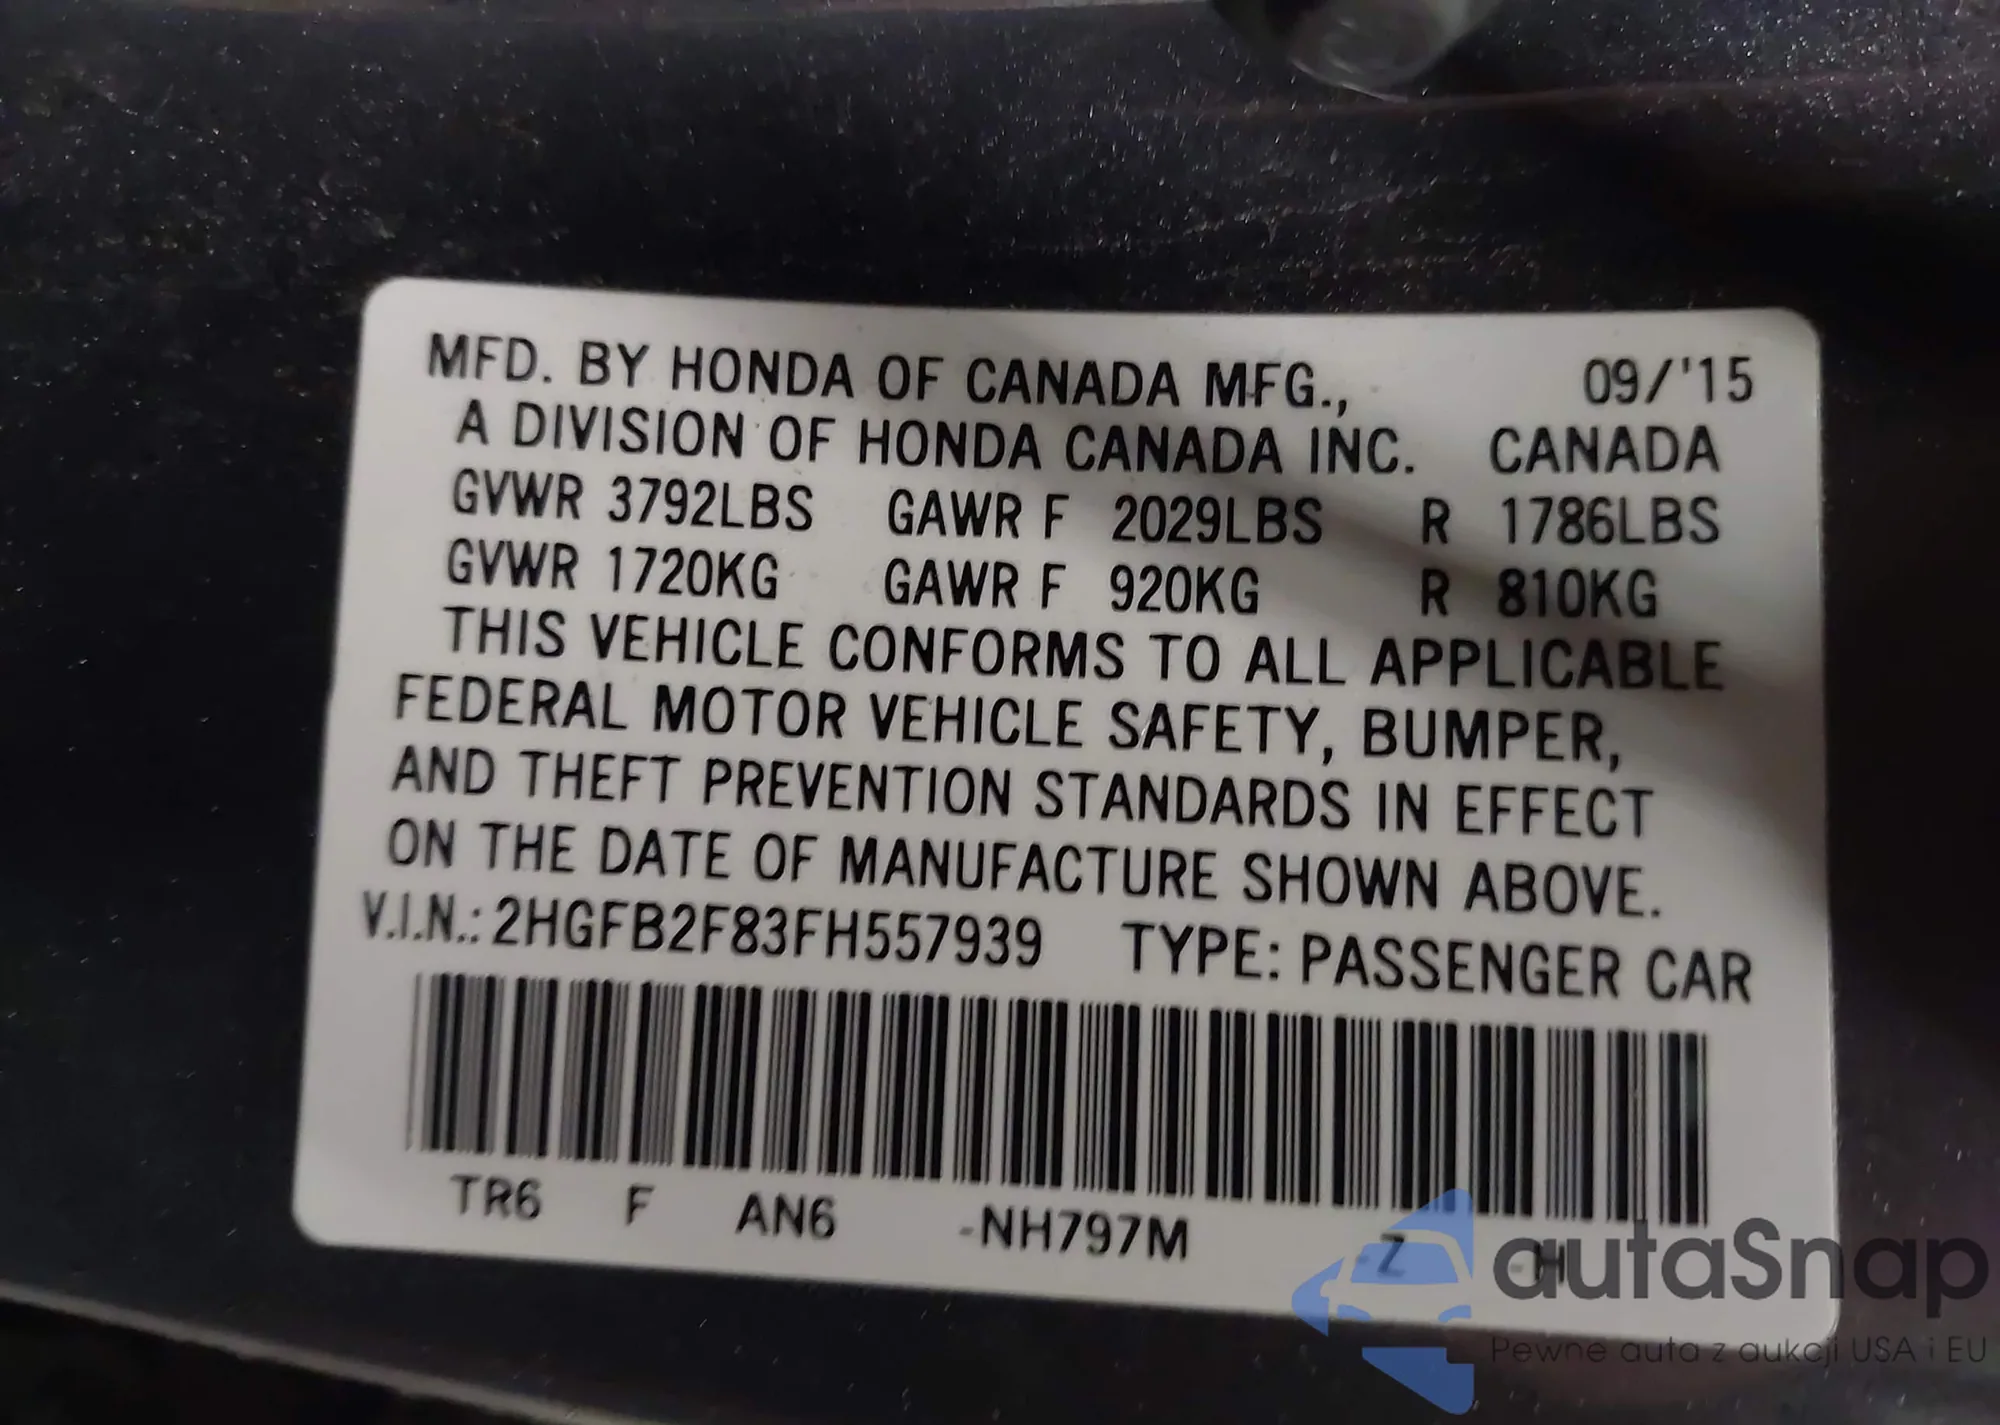 MFD. BY HONDA OF CANADA MFG., 09/'15
A DIVISION OF HONDA CANADA INC. CANADA
GVWR 3792LBS GAWR F 2029LBS R 1786LBS
GVWR 1720KG GAWR F 920KG R 810KG
THIS VEHICLE CONFORMS TO ALL APPLICABLE
FEDERAL MOTOR VEHICLE SAFETY, BUMPER,
AND THEFT PREVENTION STANDARDS IN EFFECT
ON THE DATE OF MANUFACTURE SHOWN ABOVE.
V.I.N.: 2HGFB2F83FH557939 TYPE: PASSENGER CAR
TR6 F AN6 -NH797M -Z -H
autaSnap
Pewne auta z aukcji USA i EU